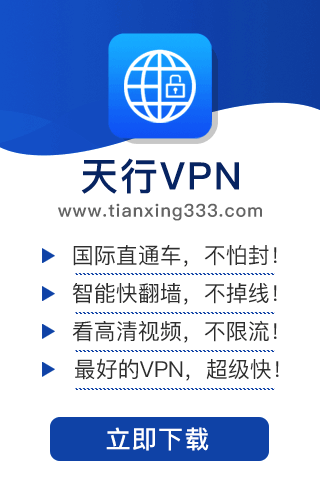 天行VPN
www.tianxing333.com
国际直通车，不怕封！
智能快翻墙，不掉线！
看高清视频，不限流！
最好的VPN，超级快！
立即下载